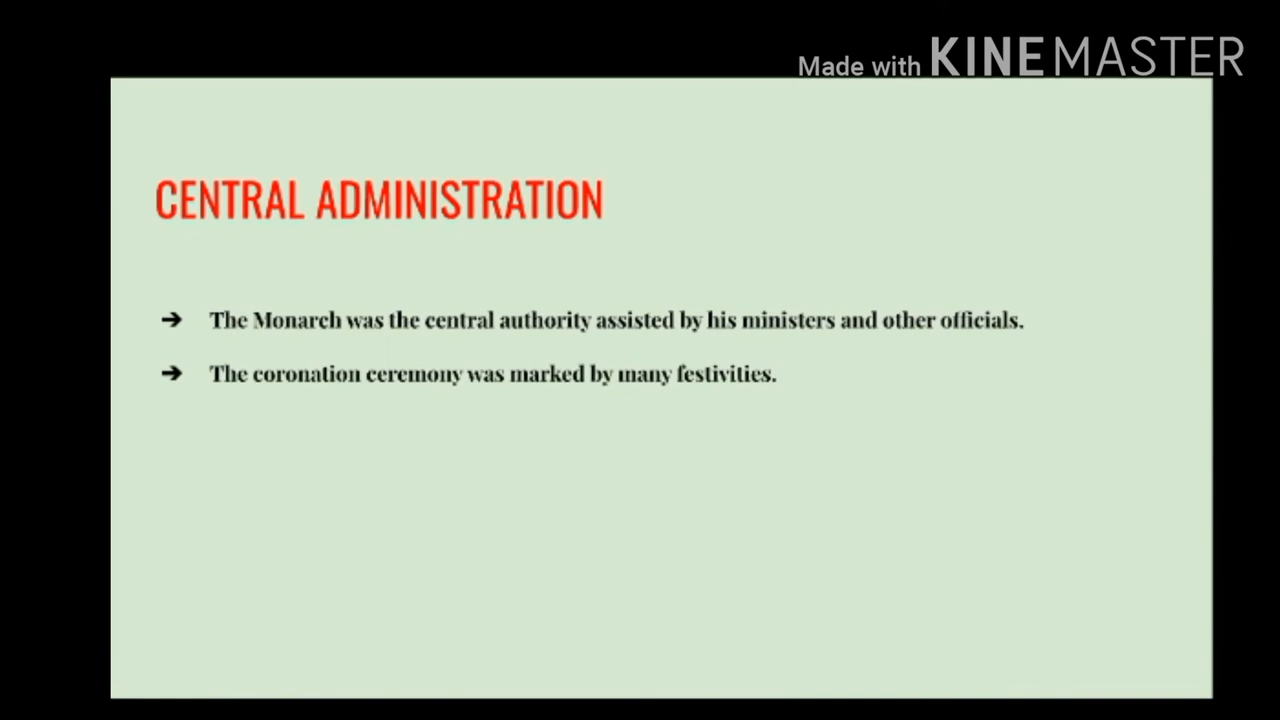 Made with KINEMASTER
CENTRAL ADMINISTRATION
➔ The Monarch was the central authority assisted by his ministers and other officials.
➔ The coronation ceremony was marked by many festivities.